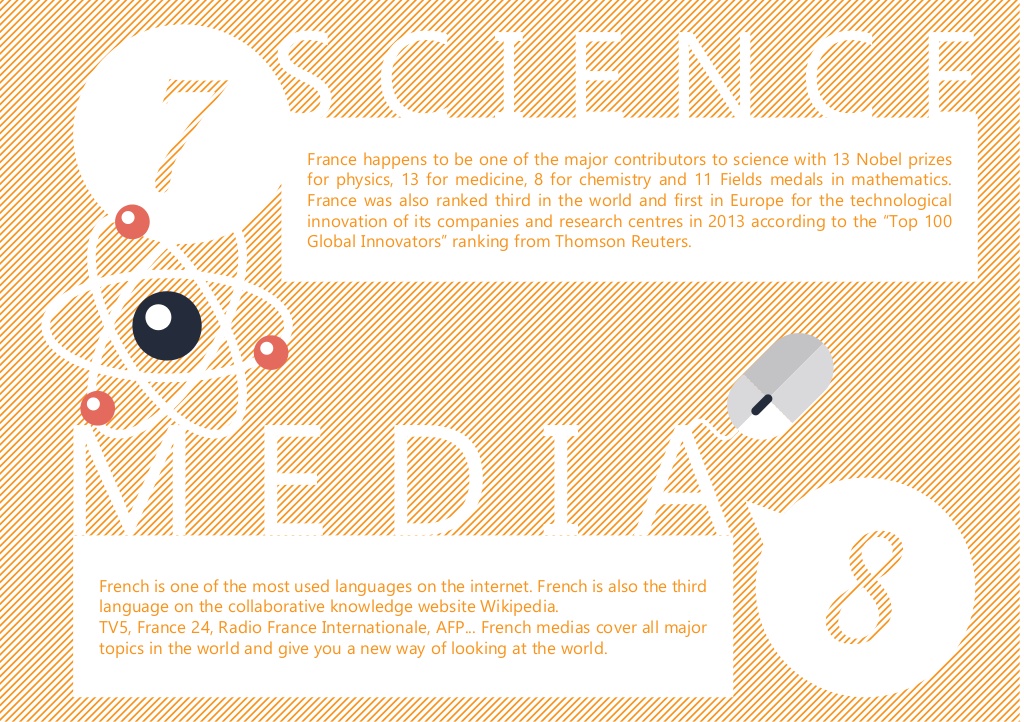 7
SCIENCE
France happens to be one of the major contributors to science with 13 Nobel prizes
for physics, 13 for medicine, 8 for chemistry and 11 Fields medals in mathematics.
France was also ranked third in the world and first in Europe for the technological
innovation of its companies and research centres in 2013 according to the “Top 100
Global Innovators” ranking from Thomson Reuters.
MEDIA
8
French is one of the most used languages on the internet. French is also the third
language on the collaborative knowledge website Wikipedia.
TV5, France 24, Radio France Internationale, AFP... French medias cover all major
topics in the world and give you a new way of looking at the world.